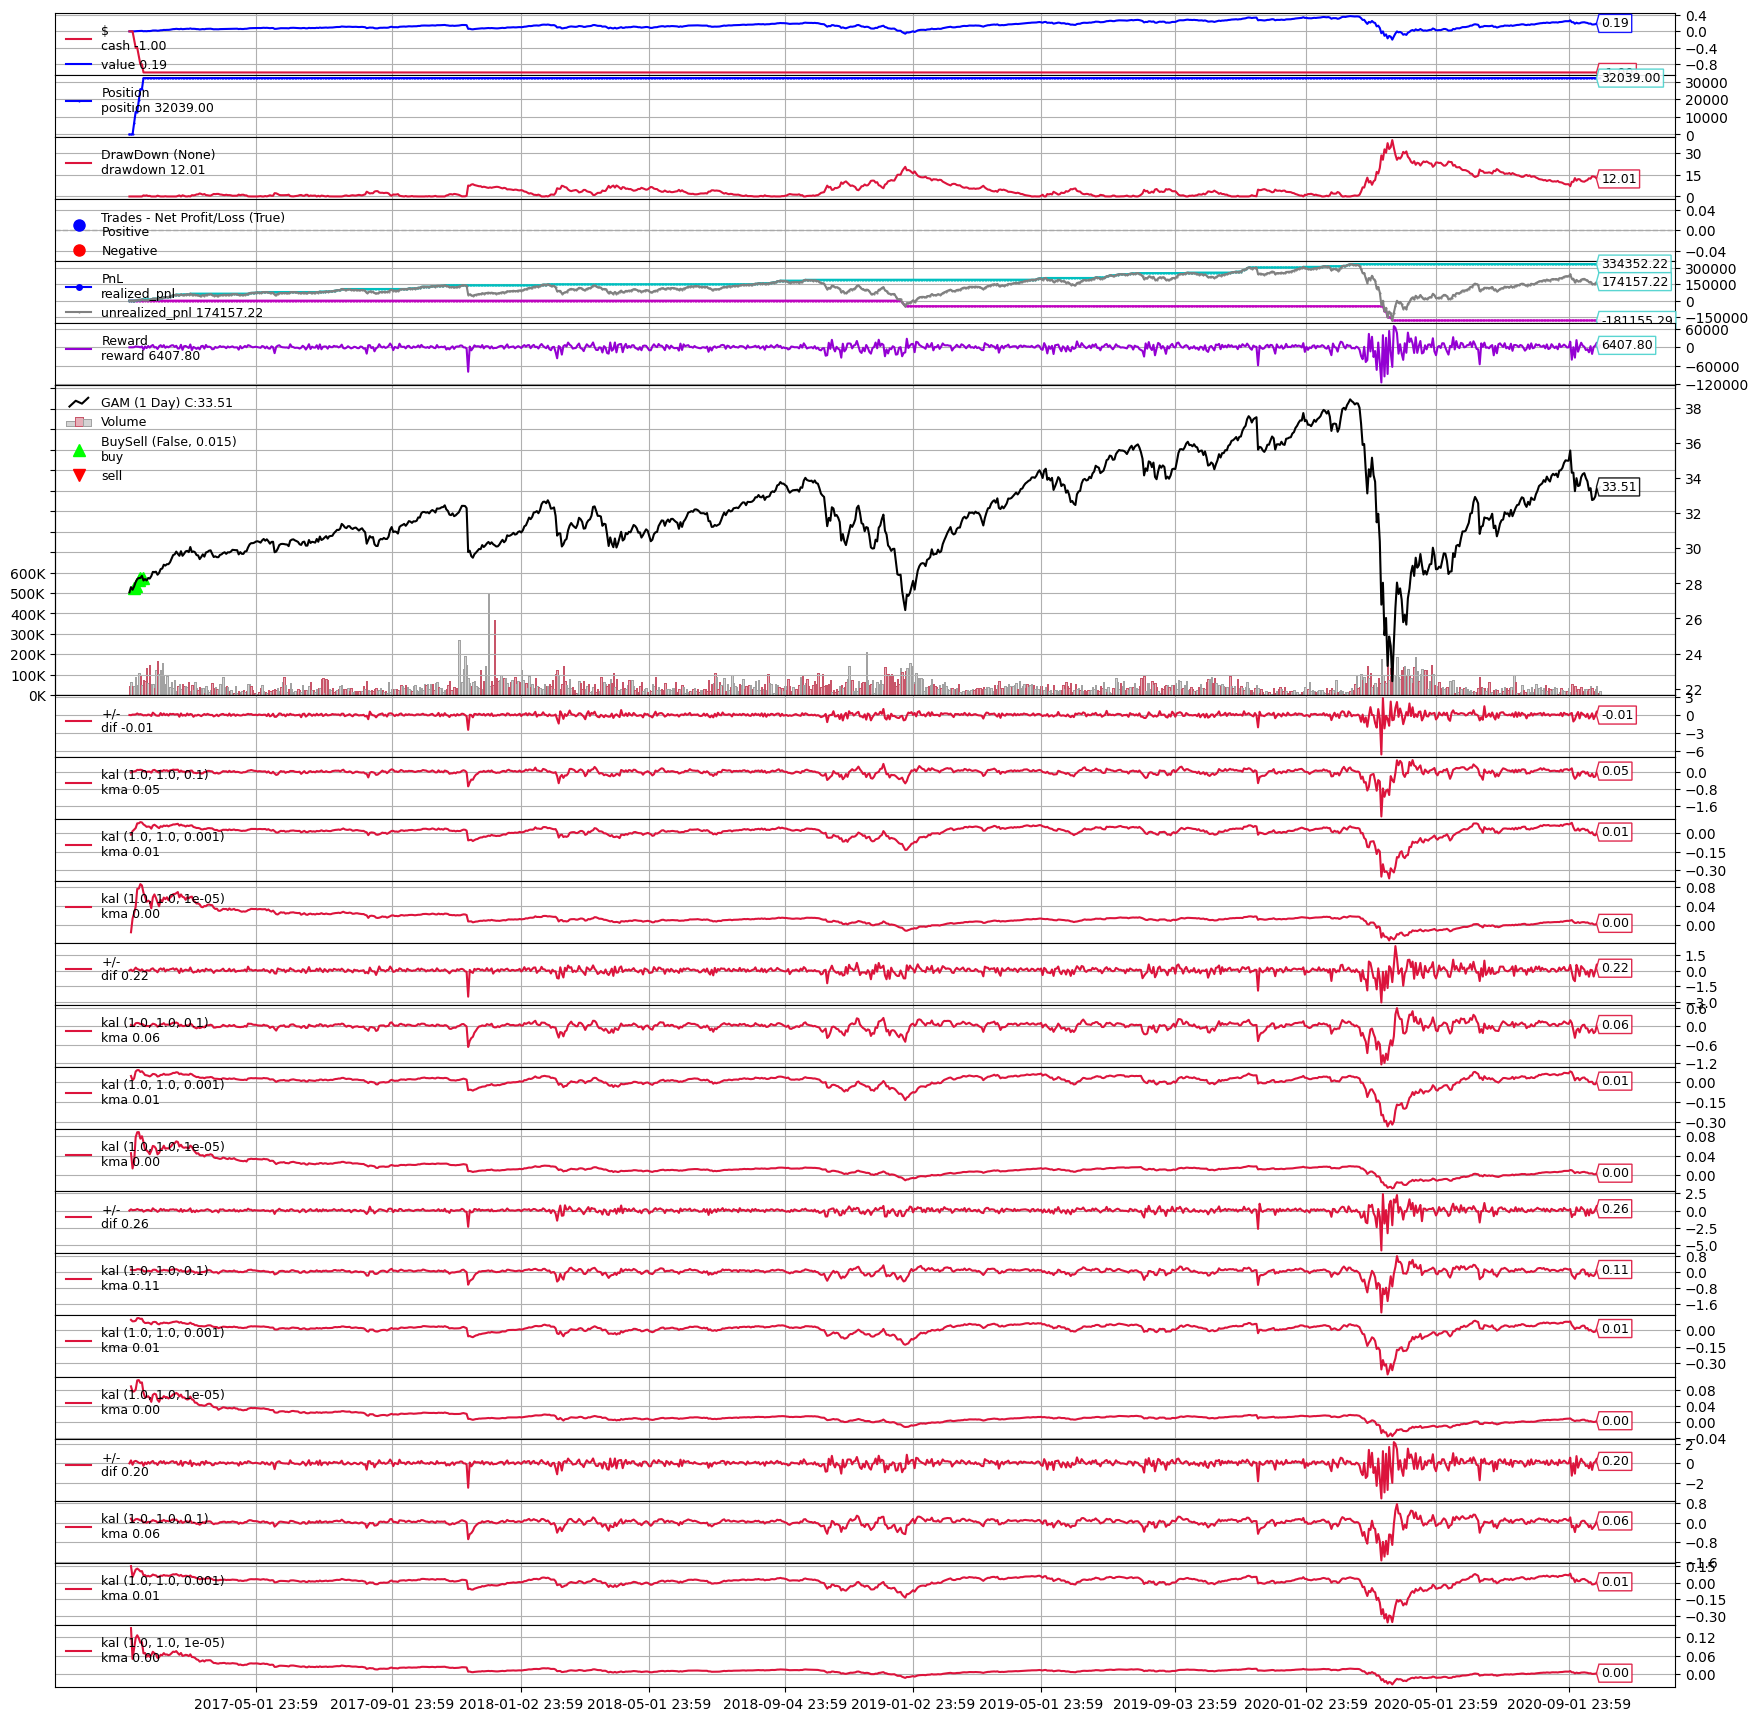 $
cash -1.00
value 0.19
0.4
0.0
−0.4
−0.8
0.19
Position
position 32039.00
30000
20000
10000
0
32039.00
DrawDown (None)
drawdown 12.01
30
15
0
12.01
Trades - Net Profit/Loss (True)
Positive
Negative
0.04
0.00
−0.04
PnL
realized_pnl
unrealized_pnl 174157.22
300000
150000
0
−150000
334352.22
174157.22
-181155.29
Reward
reward 6407.80
60000
0
−60000
−120000
6407.80
GAM (1 Day) C:33.51
Volume
BuySell (False, 0.015)
buy
sell
600K
500K
400K
300K
200K
100K
0K
38
36
34
32
30
28
26
24
22
33.51
+/-
dif -0.01
3
0
−3
−6
-0.01
kal (1.0, 1.0, 0.1)
kma 0.05
0.0
−0.8
−1.6
0.05
kal (1.0, 1.0, 0.001)
kma 0.01
0.00
−0.15
−0.30
0.01
kal (1.0, 1.0, 1e-05)
kma 0.00
0.08
0.04
0.00
0.00
+/-
dif 0.22
1.5
0.0
−1.5
−3.0
0.22
kal (1.0, 1.0, 0.1)
kma 0.06
0.6
0.0
−0.6
−1.2
0.06
kal (1.0, 1.0, 0.001)
kma 0.01
0.00
−0.15
−0.30
0.01
kal (1.0, 1.0, 1e-05)
kma 0.00
0.08
0.04
0.00
0.00
+/-
dif 0.26
2.5
0.0
−2.5
−5.0
0.26
kal (1.0, 1.0, 0.1)
kma 0.11
0.8
0.0
−0.8
−1.6
0.11
kal (1.0, 1.0, 0.001)
kma 0.01
0.00
−0.15
−0.30
0.01
kal (1.0, 1.0, 1e-05)
kma 0.00
0.08
0.04
0.00
−0.04
0.00
+/-
dif 0.20
2
0
−2
0.20
kal (1.0, 1.0, 0.1)
kma 0.06
0.8
0.0
−0.8
−1.6
0.06
kal (1.0, 1.0, 0.001)
kma 0.01
0.15
0.00
−0.15
−0.30
0.01
kal (1.0, 1.0, 1e-05)
kma 0.00
0.12
0.06
0.00
0.00
2017-05-01 23:59 2017-09-01 23:59 2018-01-02 23:59 2018-05-01 23:59 2018-09-04 23:59 2019-01-02 23:59 2019-05-01 23:59 2019-09-03 23:59 2020-01-02 23:59 2020-05-01 23:59 2020-09-01 23:59